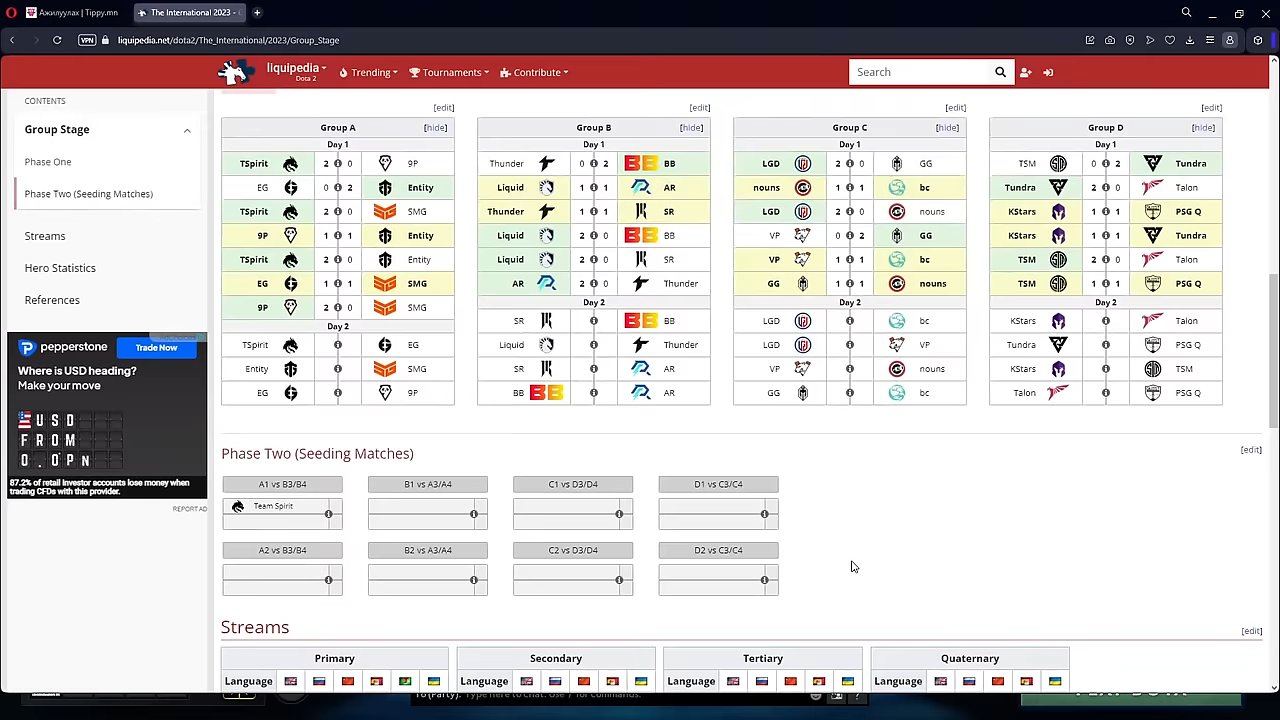 Ажилуулах | Tippy.mn
The International 2023 -
VPN
liquipedia.net/dota2/The_International/2023/Group_Stage
liquipedia
Dota 2
Trending
Tournaments
Contribute
Search
CONTENTS
Group Stage
Phase One
Phase Two (Seeding Matches)
Streams
Hero Statistics
References
pepperstone
Trade Now
Where is USD heading?
Make your move
USD
FROM
87.2% of retail Investor accounts lose money when
trading CFDs with this provider.
REPORT AD
[edit]
Group A [hide]
Day 1
TSpirit 2 0 9P
EG 0 2 Entity
TSpirit 2 0 SMG
9P 1 1 Entity
TSpirit 2 0 Entity
EG 1 1 SMG
9P 2 0 SMG
Day 2
TSpirit EG
Entity SMG
EG 9P
[edit]
Group B [hide]
Day 1
Thunder 0 2 BB BB
Liquid 1 1 AR
Thunder 1 1 SR
Liquid 2 0 BB BB
Liquid 2 0 SR
AR 2 0 Thunder
Day 2
SR BB BB
Liquid Thunder
SR AR
BB BB AR
[edit]
Group C [hide]
Day 1
LGD 2 0 GG
nouns 1 1 bc
LGD 2 0 nouns
VP 0 2 GG
VP 1 1 bc
GG 1 1 nouns
Day 2
LGD bc
LGD VP
VP nouns
GG bc
[edit]
Group D [hide]
Day 1
TSM 0 2 Tundra
Tundra 2 0 Talon
KStars 1 1 PSG Q
KStars 1 1 Tundra
TSM 2 0 Talon
TSM 1 1 PSG Q
Day 2
KStars Talon
Tundra PSG Q
KStars TSM
Talon PSG Q
Phase Two (Seeding Matches) [edit]
A1 vs B3/B4 B1 vs A3/A4 C1 vs D3/D4 D1 vs C3/C4
Team Spirit
A2 vs B3/B4 B2 vs A3/A4 C2 vs D3/D4 D2 vs C3/C4
Streams [edit]
Primary Secondary Tertiary Quaternary
Language Language Language Language